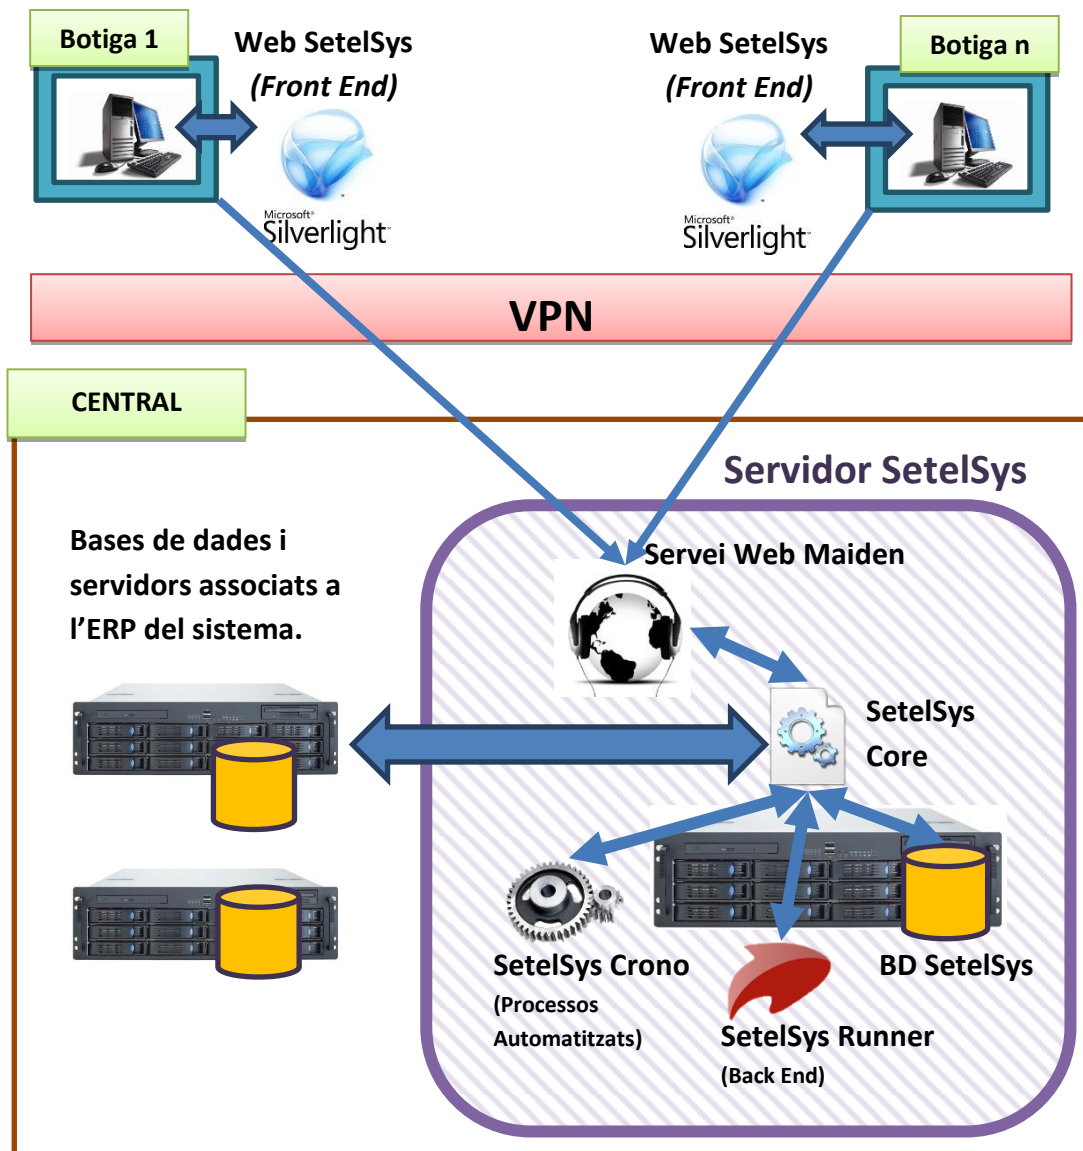 Botiga 1
Web SetelSys
(Front End)
Microsoft®
Silverlight™
Web SetelSys
(Front End)
Microsoft®
Silverlight™
Botiga n
VPN
CENTRAL
Servidor SetelSys
Bases de dades i
servidors associats a
l’ERP del sistema.
Servei Web Maiden
SetelSys
Core
SetelSys Crono
(Processos
Automatitzats)
SetelSys Runner
(Back End)
BD SetelSys